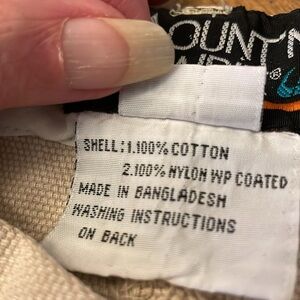 SHELL:1.100% COTTON
2.100% NYLON WP COATED
MADE IN BANGLADESH
WASHING INSTRUCTIONS
ON BACK